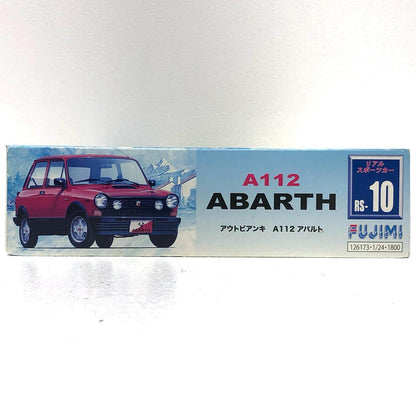 A112
ABARTH
アウトビアンキ A112 アバルト
リアル
スポーツカー
RS-10
FUJIMI
126173・1/24・1800